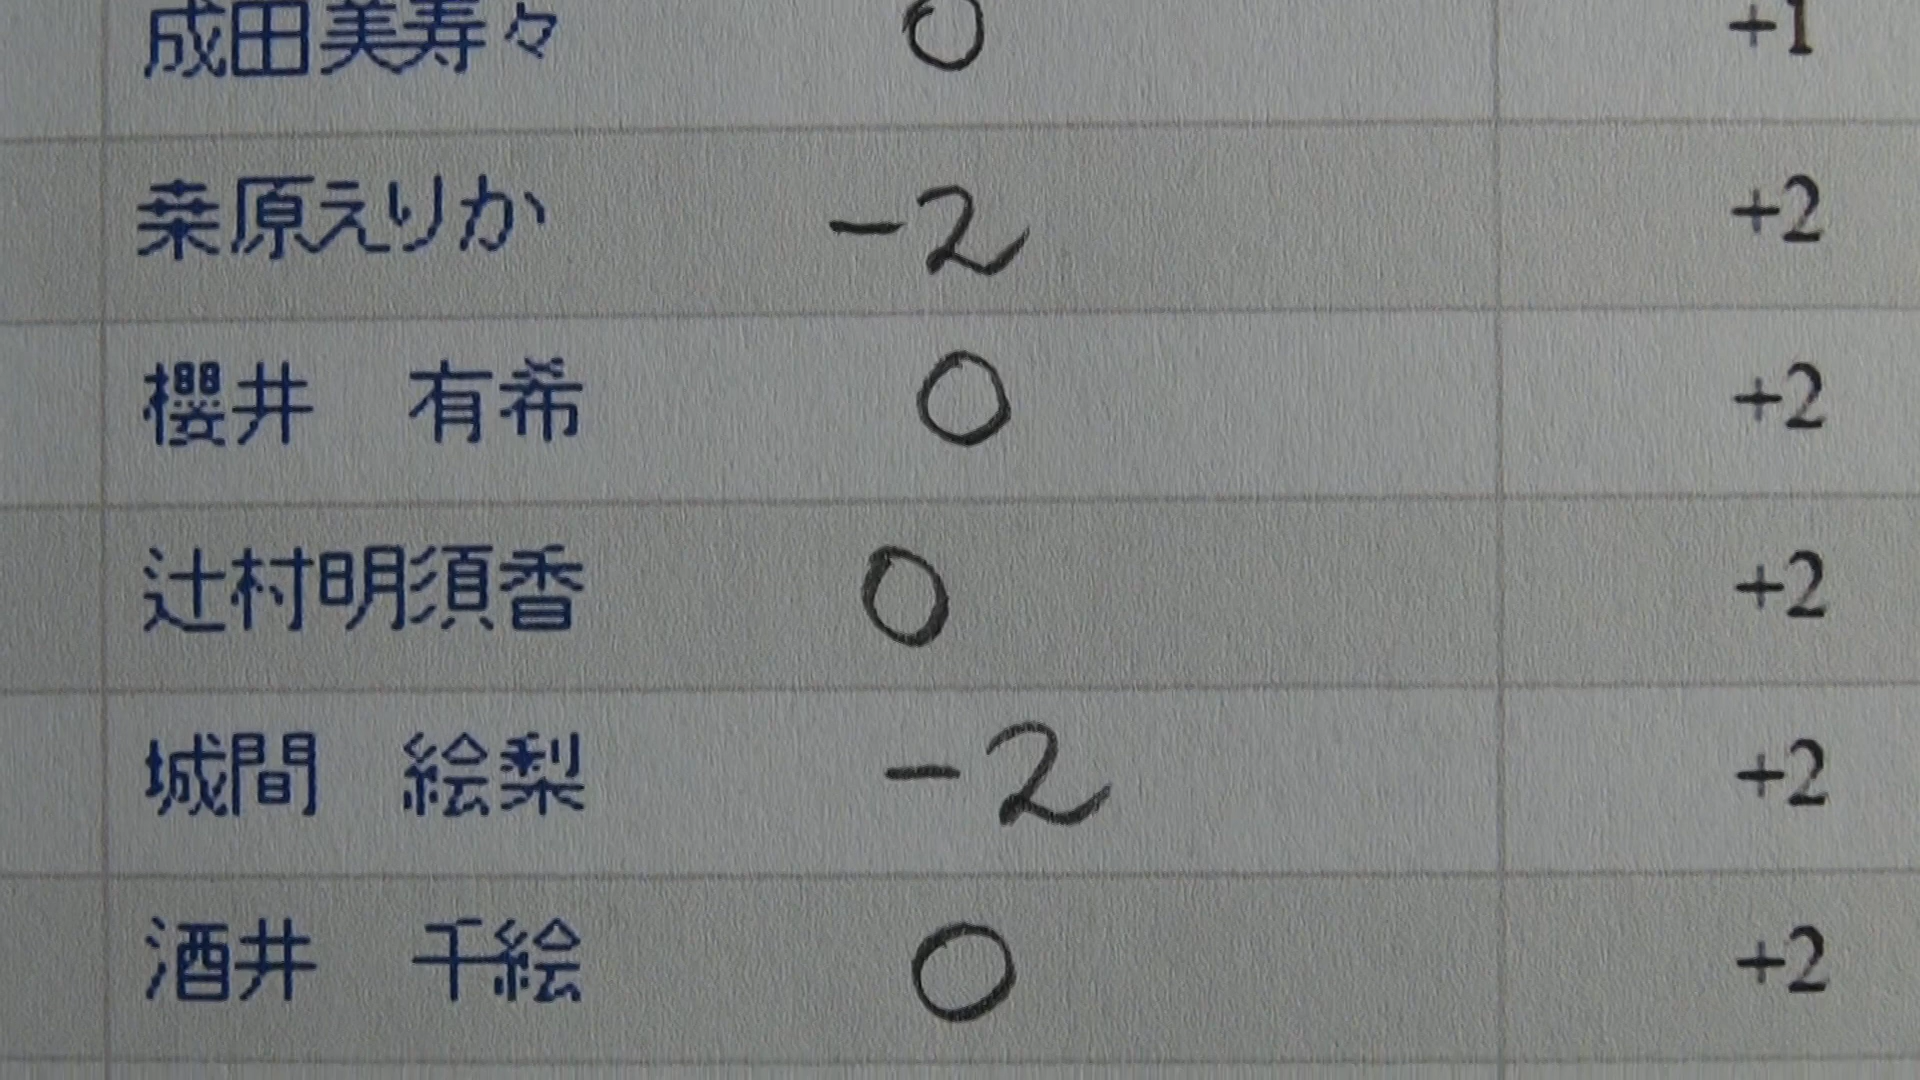 成田美寿々 0 +1
桒原えりか -2 +2
櫻井 有希 0 +2
辻村明須香 0 +2
城間 絵梨 -2 +2
酒井 千絵 0 +2